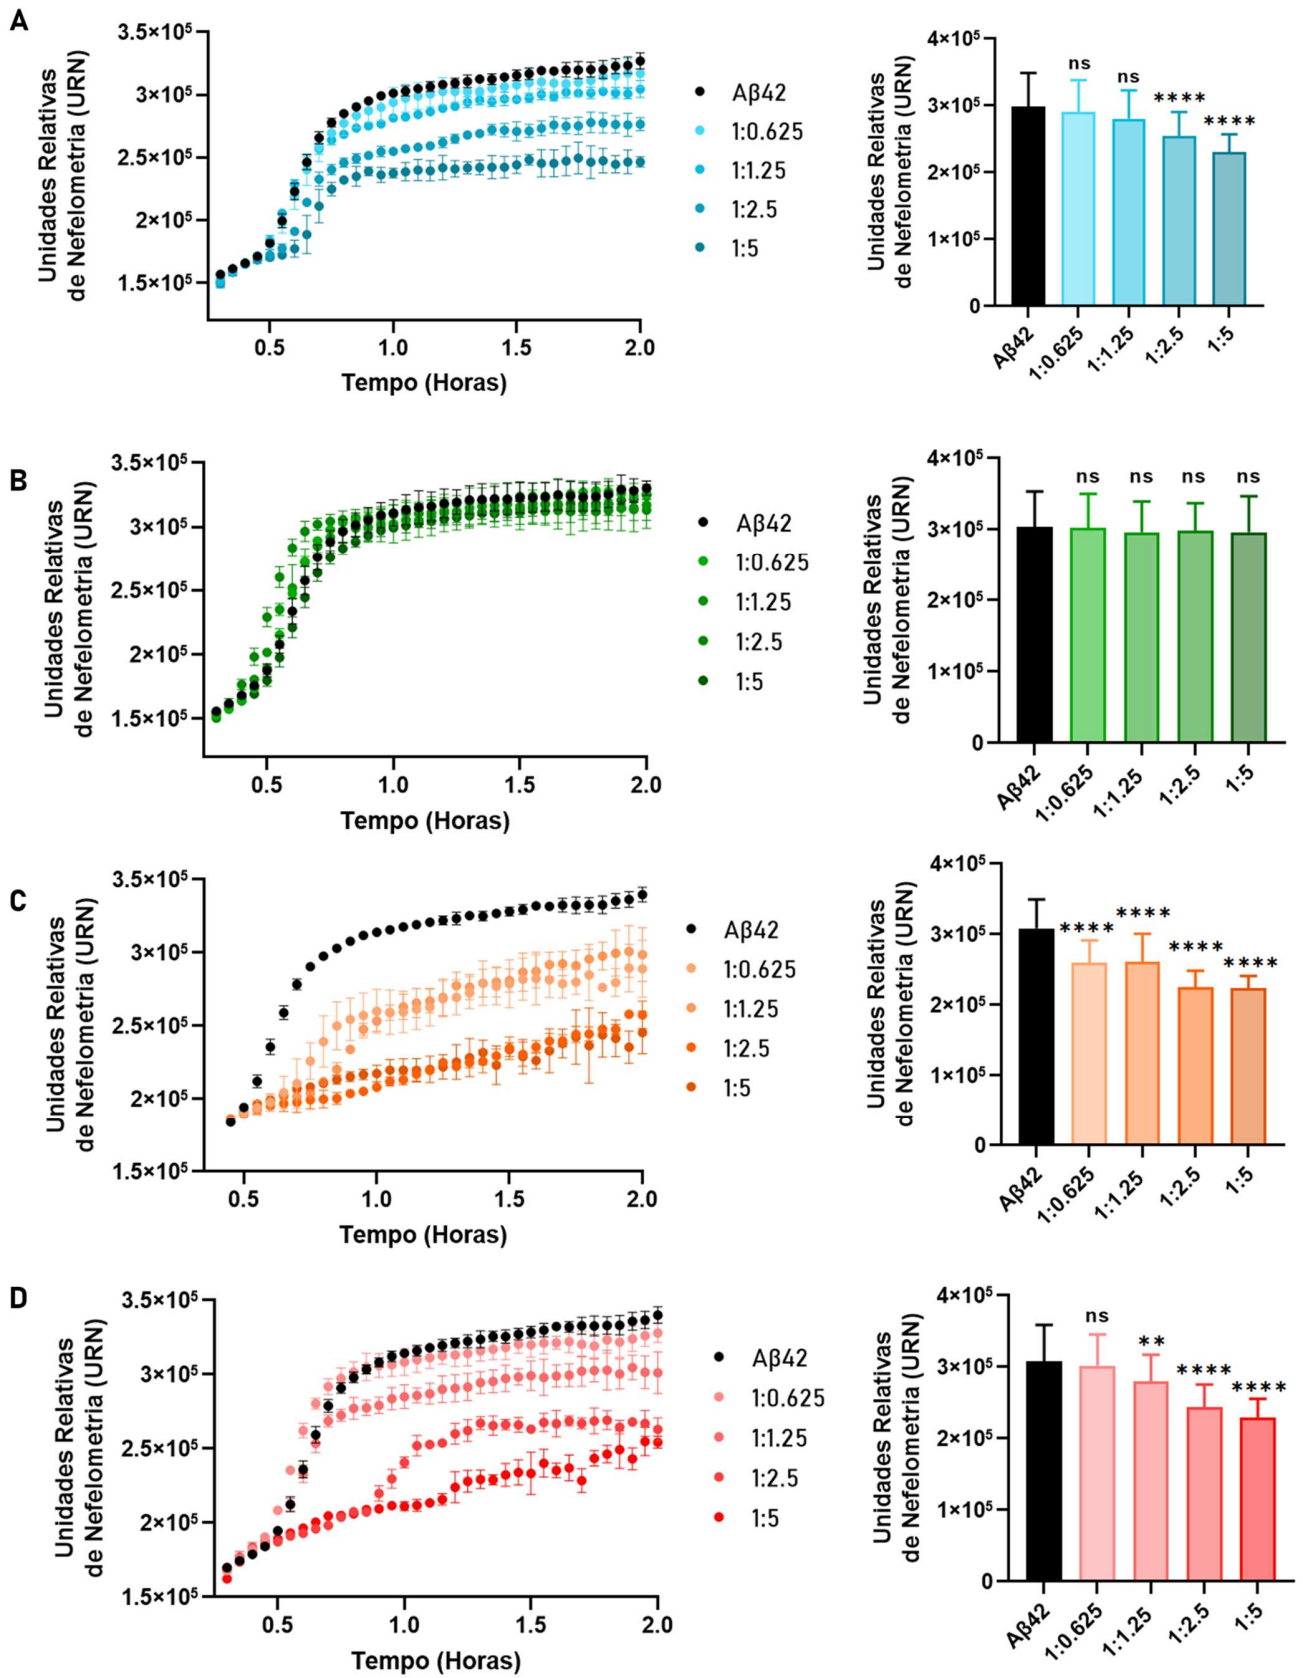 A
3.5×10⁵
3×10⁵
2.5×10⁵
2×10⁵
1.5×10⁵
Unidades Relativas
de Nefelometria (URN)
0.5 1.0 1.5 2.0
Tempo (Horas)
Aβ42
1:0.625
1:1.25
1:2.5
1:5
4×10⁵
3×10⁵
2×10⁵
1×10⁵
0
Unidades Relativas
de Nefelometria (URN)
ns ns **** ****
Aβ42 1:0.625 1:1.25 1:2.5 1:5
B
3.5×10⁵
3×10⁵
2.5×10⁵
2×10⁵
1.5×10⁵
Unidades Relativas
de Nefelometria (URN)
0.5 1.0 1.5 2.0
Tempo (Horas)
Aβ42
1:0.625
1:1.25
1:2.5
1:5
4×10⁵
3×10⁵
2×10⁵
1×10⁵
0
Unidades Relativas
de Nefelometria (URN)
ns ns ns ns
Aβ42 1:0.625 1:1.25 1:2.5 1:5
C
3.5×10⁵
3×10⁵
2.5×10⁵
2×10⁵
1.5×10⁵
Unidades Relativas
de Nefelometria (URN)
0.5 1.0 1.5 2.0
Tempo (Horas)
Aβ42
1:0.625
1:1.25
1:2.5
1:5
4×10⁵
3×10⁵
2×10⁵
1×10⁵
0
Unidades Relativas
de Nefelometria (URN)
**** **** **** ****
Aβ42 1:0.625 1:1.25 1:2.5 1:5
D
3.5×10⁵
3×10⁵
2.5×10⁵
2×10⁵
1.5×10⁵
Unidades Relativas
de Nefelometria (URN)
0.5 1.0 1.5 2.0
Tempo (Horas)
Aβ42
1:0.625
1:1.25
1:2.5
1:5
4×10⁵
3×10⁵
2×10⁵
1×10⁵
0
Unidades Relativas
de Nefelometria (URN)
ns ** **** ****
Aβ42 1:0.625 1:1.25 1:2.5 1:5